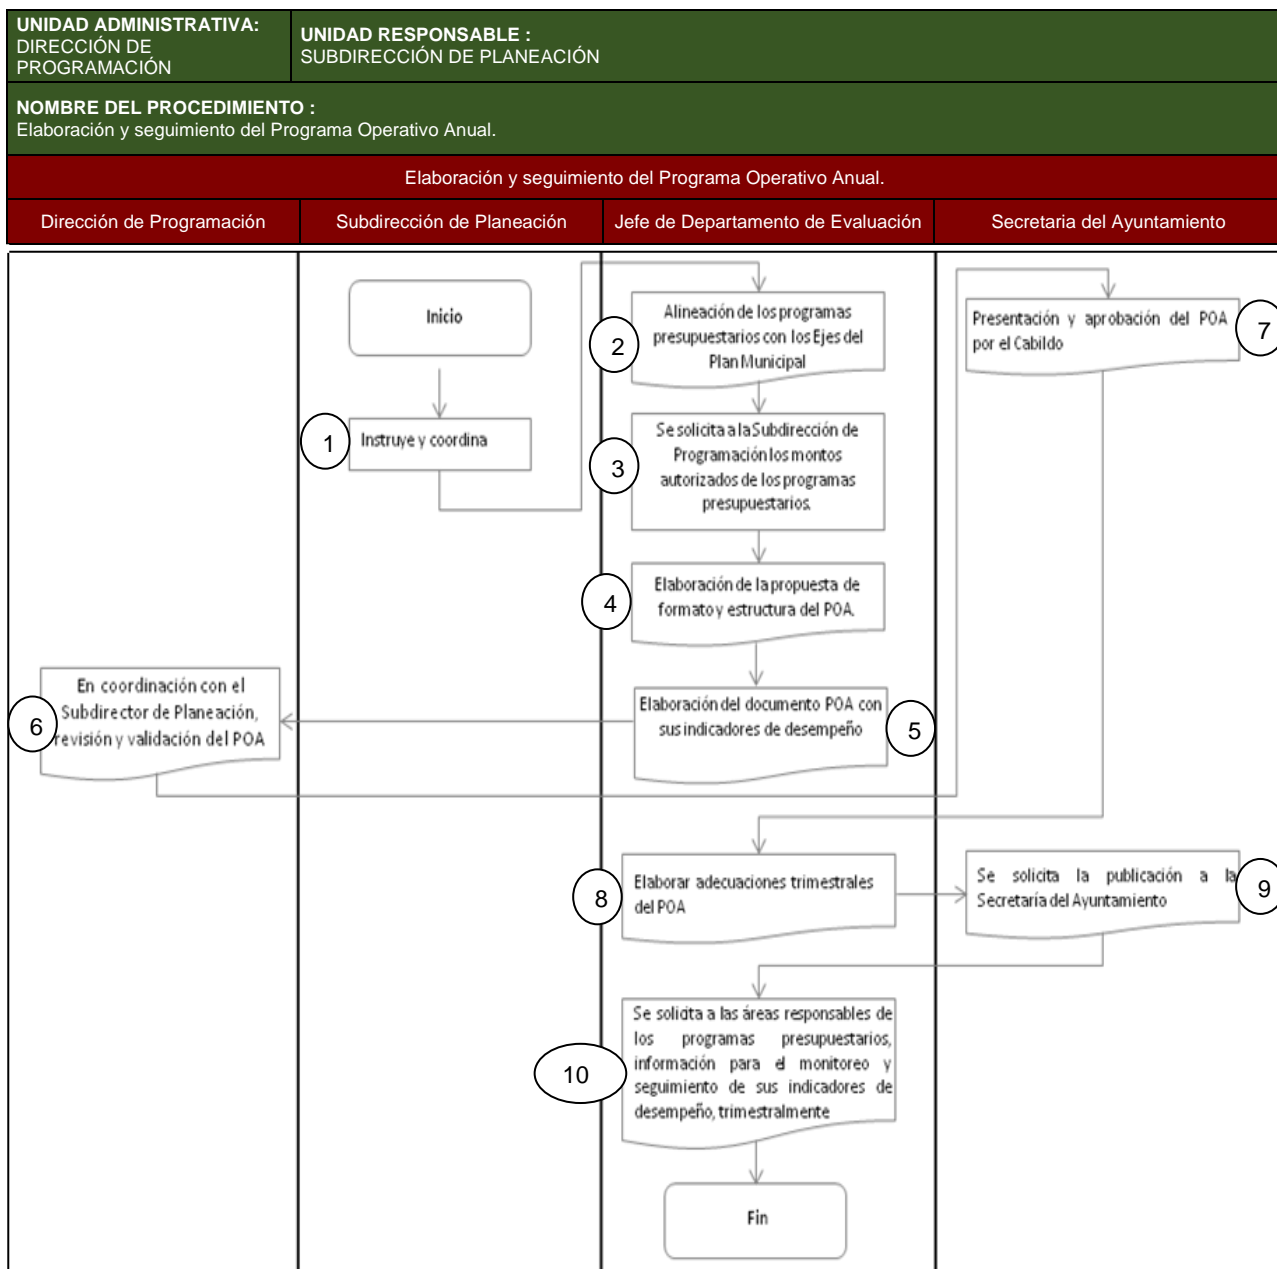 UNIDAD ADMINISTRATIVA:
DIRECCIÓN DE
PROGRAMACIÓN
UNIDAD RESPONSABLE :
SUBDIRECCIÓN DE PLANEACIÓN
NOMBRE DEL PROCEDIMIENTO :
Elaboración y seguimiento del Programa Operativo Anual.
Elaboración y seguimiento del Programa Operativo Anual.
Dirección de Programación
Subdirección de Planeación
Jefe de Departamento de Evaluación
Secretaria del Ayuntamiento
Inicio
1
Instruye y coordina
2
Alineación de los programas
presupuestarios con los Ejes del
Plan Municipal
3
Se solicita a la Subdirección de
Programación los montos
autorizados de los programas
presupuestarios.
4
Elaboración de la propuesta de
formato y estructura del POA.
Elaboración del documento POA con
sus indicadores de desempeño
5
6
En coordinación con el
Subdirector de Planeación,
revisión y validación del POA
Presentación y aprobación del POA
por el Cabildo
7
8
Elaborar adecuaciones trimestrales
del POA
Se solicita la publicación a la
Secretaría del Ayuntamiento
9
10
Se solicita a las áreas responsables de
los programas presupuestarios,
información para el monitoreo y
seguimiento de sus indicadores de
desempeño, trimestralmente
Fin